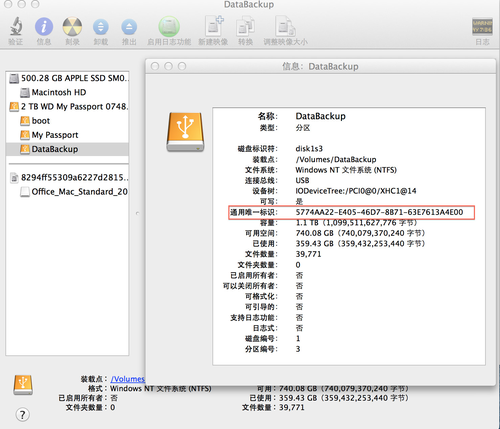 DataBackup
验证 信息 刻录 卸载 推出 启用日志功能 新建映像 转换 调整映像大小 日志
500.28 GB APPLE SSD SM0...
Macintosh HD
2 TB WD My Passport 0748...
boot
My Passport
DataBackup
8294ff55309a6227d2815...
Office_Mac_Standard_20
信息：DataBackup
名称： DataBackup
类型： 分区
磁盘标识符： disk1s3
装载点： /Volumes/DataBackup
文件系统： Windows NT 文件系统 (NTFS)
连接总线： USB
设备树： IODeviceTree:/PCI0@0/XHC1@14
可写： 是
通用唯一标识： 5774AA22-E405-46D7-8B71-63E7613A4E00
容量： 1.1 TB (1,099,511,627,776 字节)
可用空间： 740.08 GB (740,079,370,240 字节)
已使用： 359.43 GB (359,432,253,440 字节)
文件数量： 39,771
文件夹数量： 0
已启用所有者： 否
可以关闭所有者： 否
可格式化： 否
可引导的： 否
支持日志功能： 否
日志式： 否
磁盘编号： 1
分区编号： 3
装载点： /Volumes
格式： Windows NT 文件系统 (NTFS) 可用： 740.08 GB (740,079,370,240 字节)
已启用所有者： 否 已使用： 359.43 GB (359,432,253,440 字节)
文件夹数量： 0 文件数量： 39,771
?